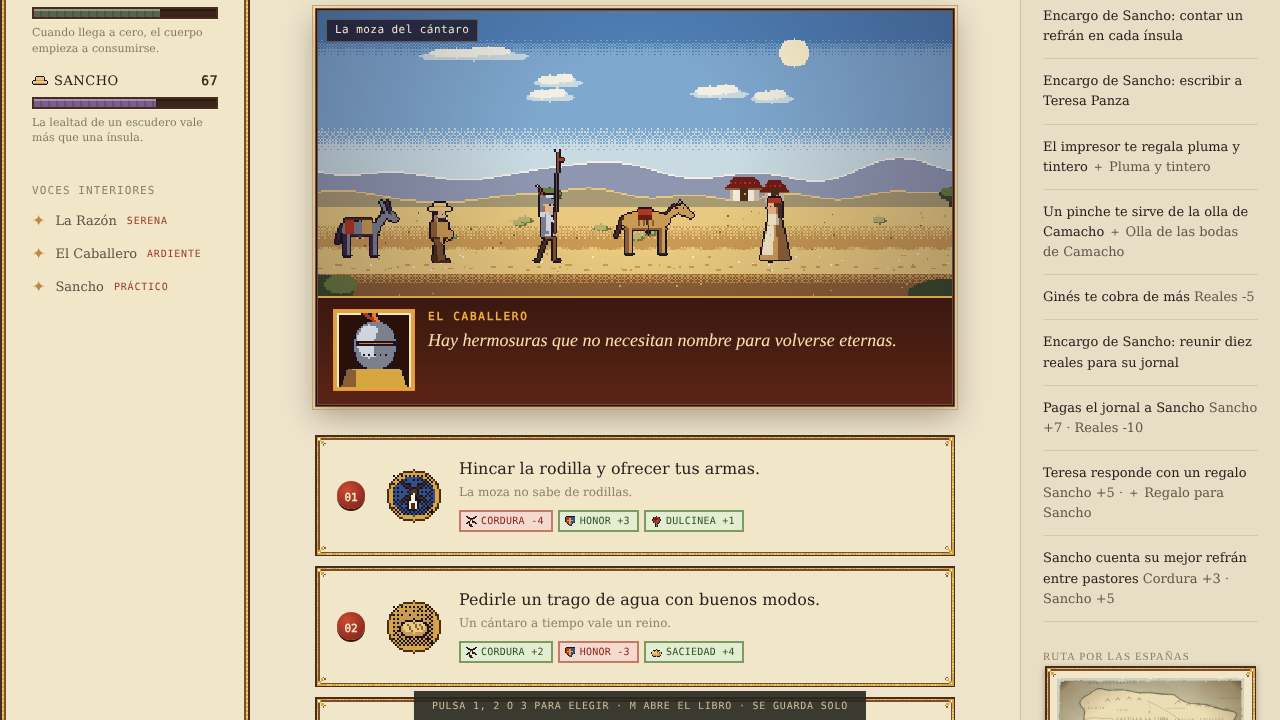 Cuando llega a cero, el cuerpo
empieza a consumirse.
SANCHO 67
La lealtad de un escudero vale
más que una ínsula.
VOCES INTERIORES
La Razón SERENA
El Caballero ARDIENTE
Sancho PRÁCTICO
La moza del cántaro
EL CABALLERO
Hay hermosuras que no necesitan nombre para volverse eternas.
01
Hincar la rodilla y ofrecer tus armas.
La moza no sabe de rodillas.
CORDURA -4 HONOR +3 DULCINEA +1
02
Pedirle un trago de agua con buenos modos.
Un cántaro a tiempo vale un reino.
CORDURA +2 HONOR -3 SACIEDAD +4
PULSA 1, 2 O 3 PARA ELEGIR · M ABRE EL LIBRO · SE GUARDA SOLO
Encargo de Sancho: contar un
refrán en cada ínsula
Encargo de Sancho: escribir a
Teresa Panza
El impresor te regala pluma y
tintero + Pluma y tintero
Un pinche te sirve de la olla de
Camacho + Olla de las bodas
de Camacho
Ginés te cobra de más Reales -5
Encargo de Sancho: reunir diez
reales para su jornal
Pagas el jornal a Sancho Sancho
+7 · Reales -10
Teresa responde con un regalo
Sancho +5 · + Regalo para
Sancho
Sancho cuenta su mejor refrán
entre pastores Cordura +3 ·
Sancho +5
RUTA POR LAS ESPAÑAS